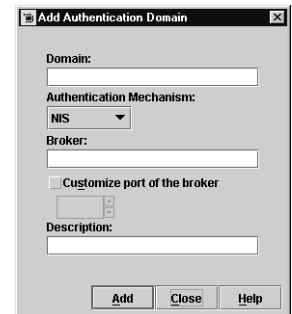 Add Authentication Domain
Domain:
Authentication Mechanism:
NIS
Broker:
Customize port of the broker
Description:
Add Close Help